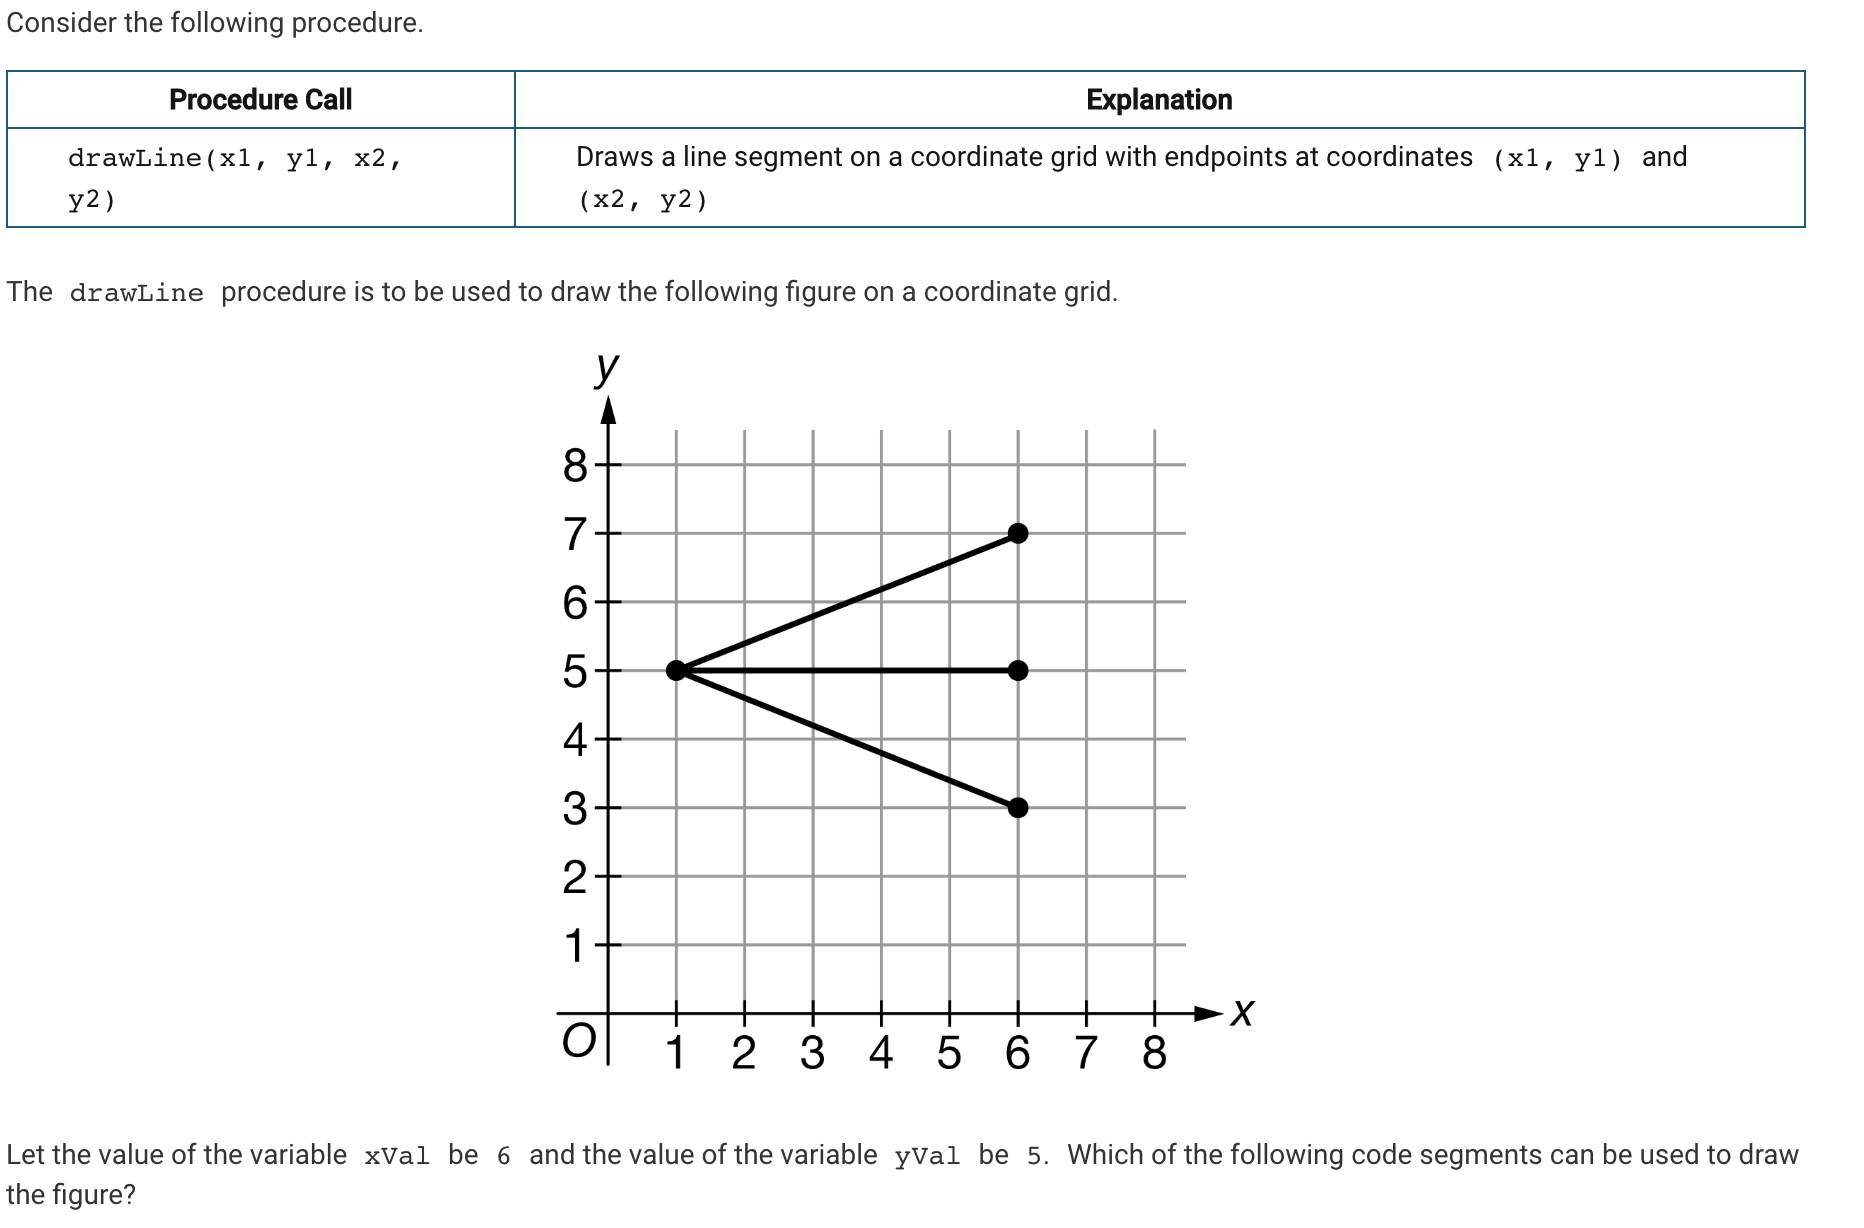 Consider the following procedure.
Procedure Call
Explanation
drawLine(x1, y1, x2,
y2)
Draws a line segment on a coordinate grid with endpoints at coordinates (x1, y1) and
(x2, y2)
The drawLine procedure is to be used to draw the following figure on a coordinate grid.
y
8
7
6
5
4
3
2
1
O
1 2 3 4 5 6 7 8
x
Let the value of the variable xVal be 6 and the value of the variable yVal be 5. Which of the following code segments can be used to draw
the figure?